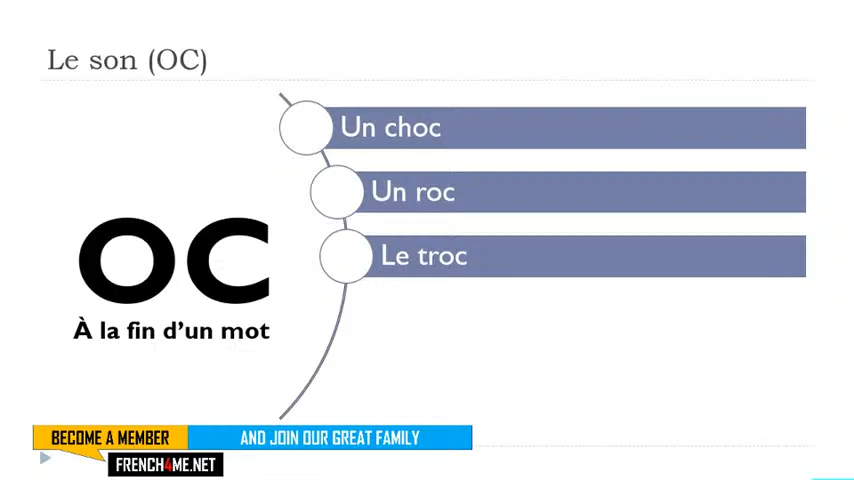 Le son (OC)
Un choc
Un roc
Le troc
OC
À la fin d'un mot
BECOME A MEMBER
AND JOIN OUR GREAT FAMILY
FRENCH4ME.NET